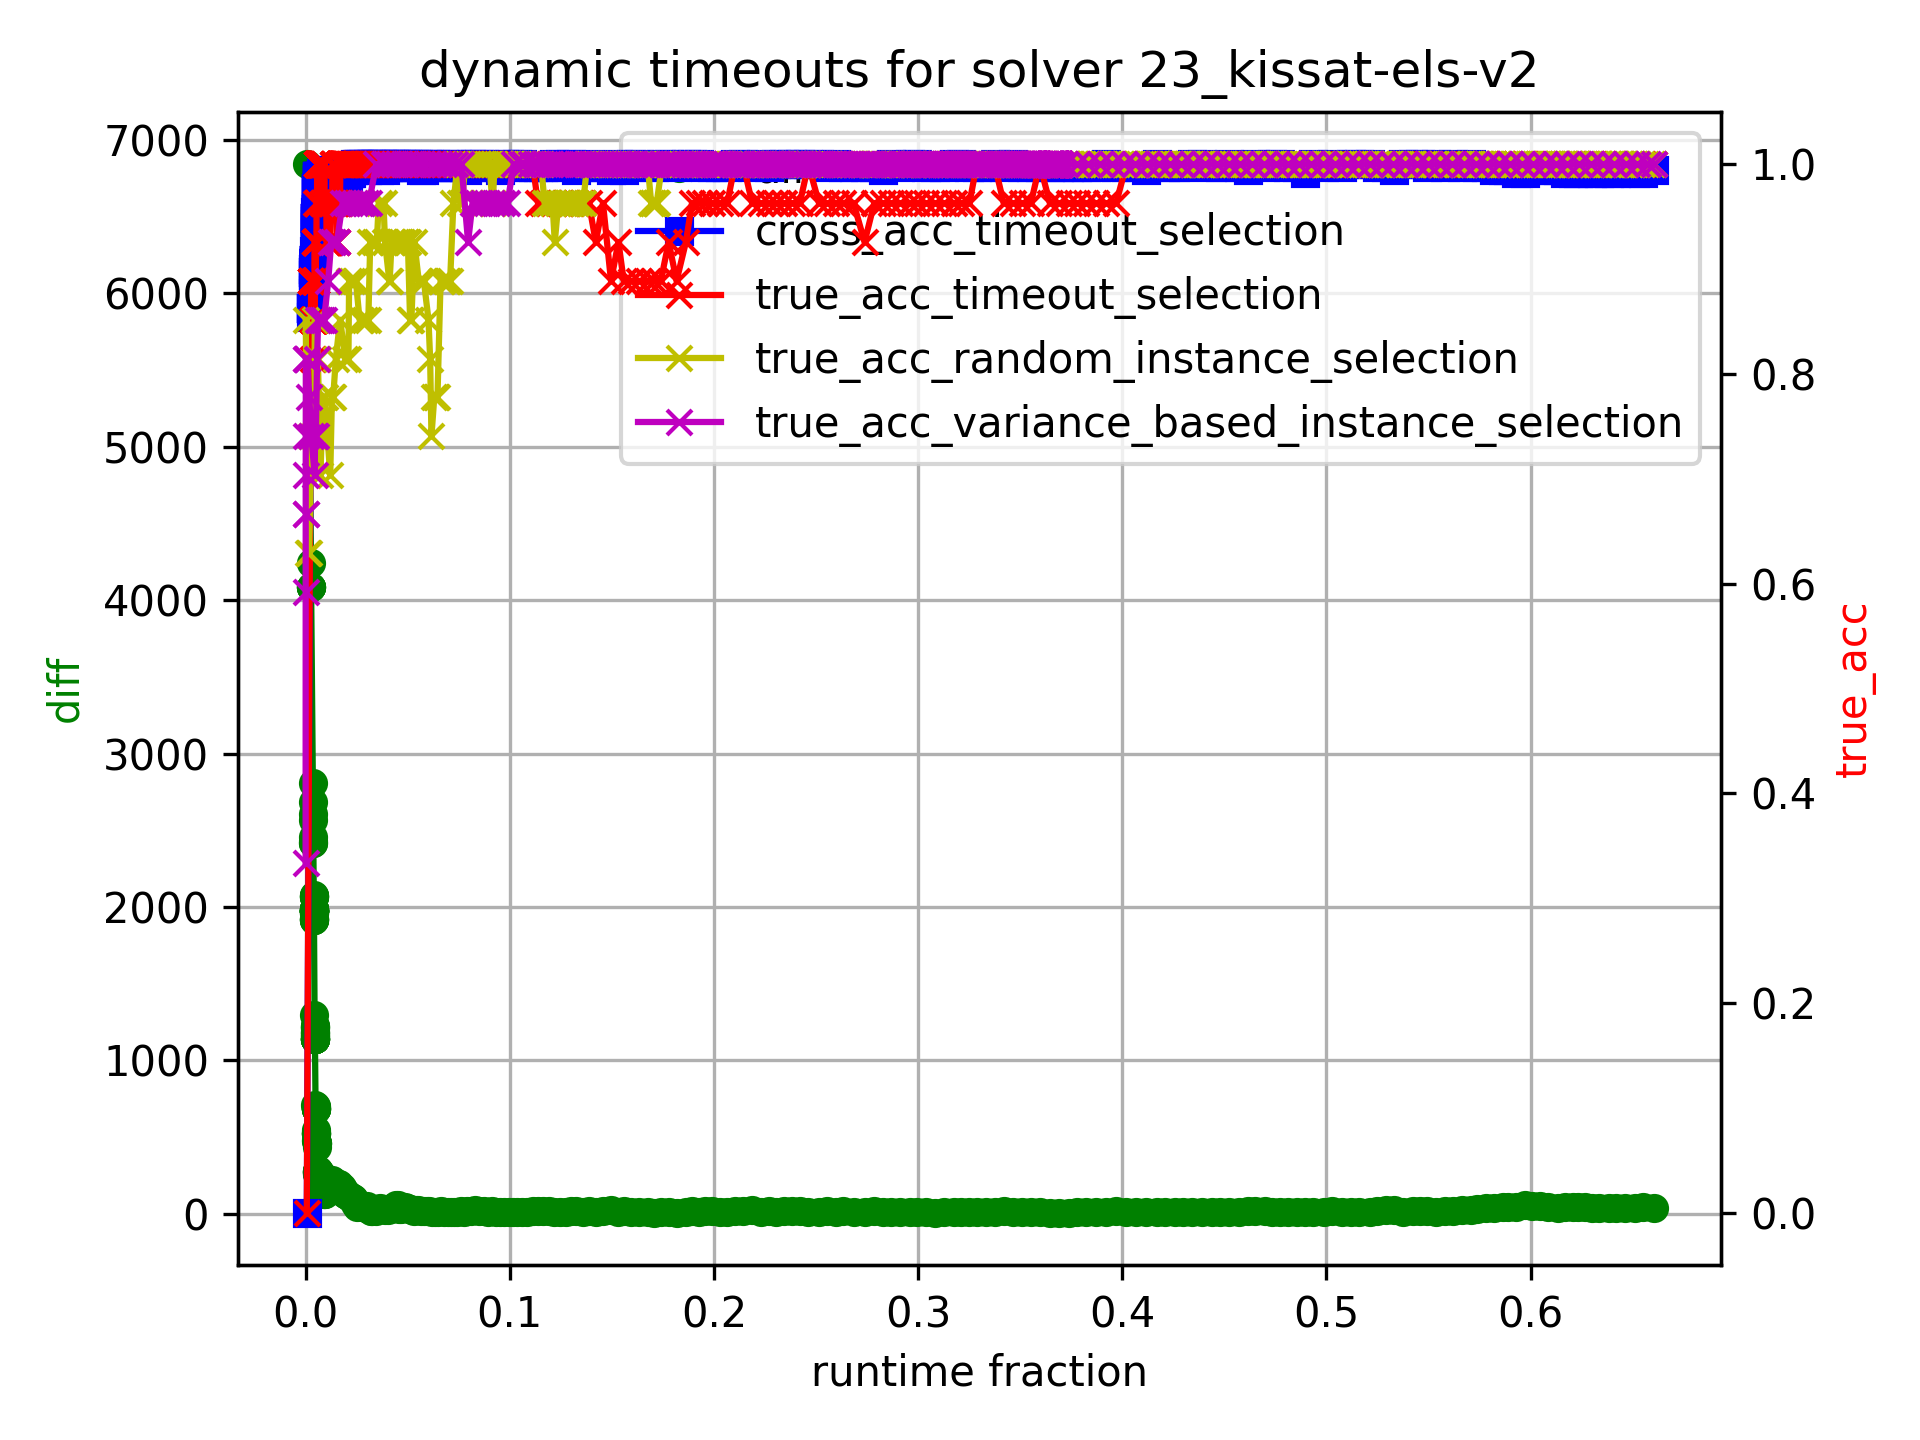 dynamic timeouts for solver 23_kissat-els-v2
7000
6000
5000
4000
3000
2000
1000
0
diff
1.0
0.8
0.6
0.4
0.2
0.0
true_acc
cross_acc_timeout_selection
true_acc_timeout_selection
true_acc_random_instance_selection
true_acc_variance_based_instance_selection
0.0
0.1
0.2
0.3
0.4
0.5
0.6
runtime fraction